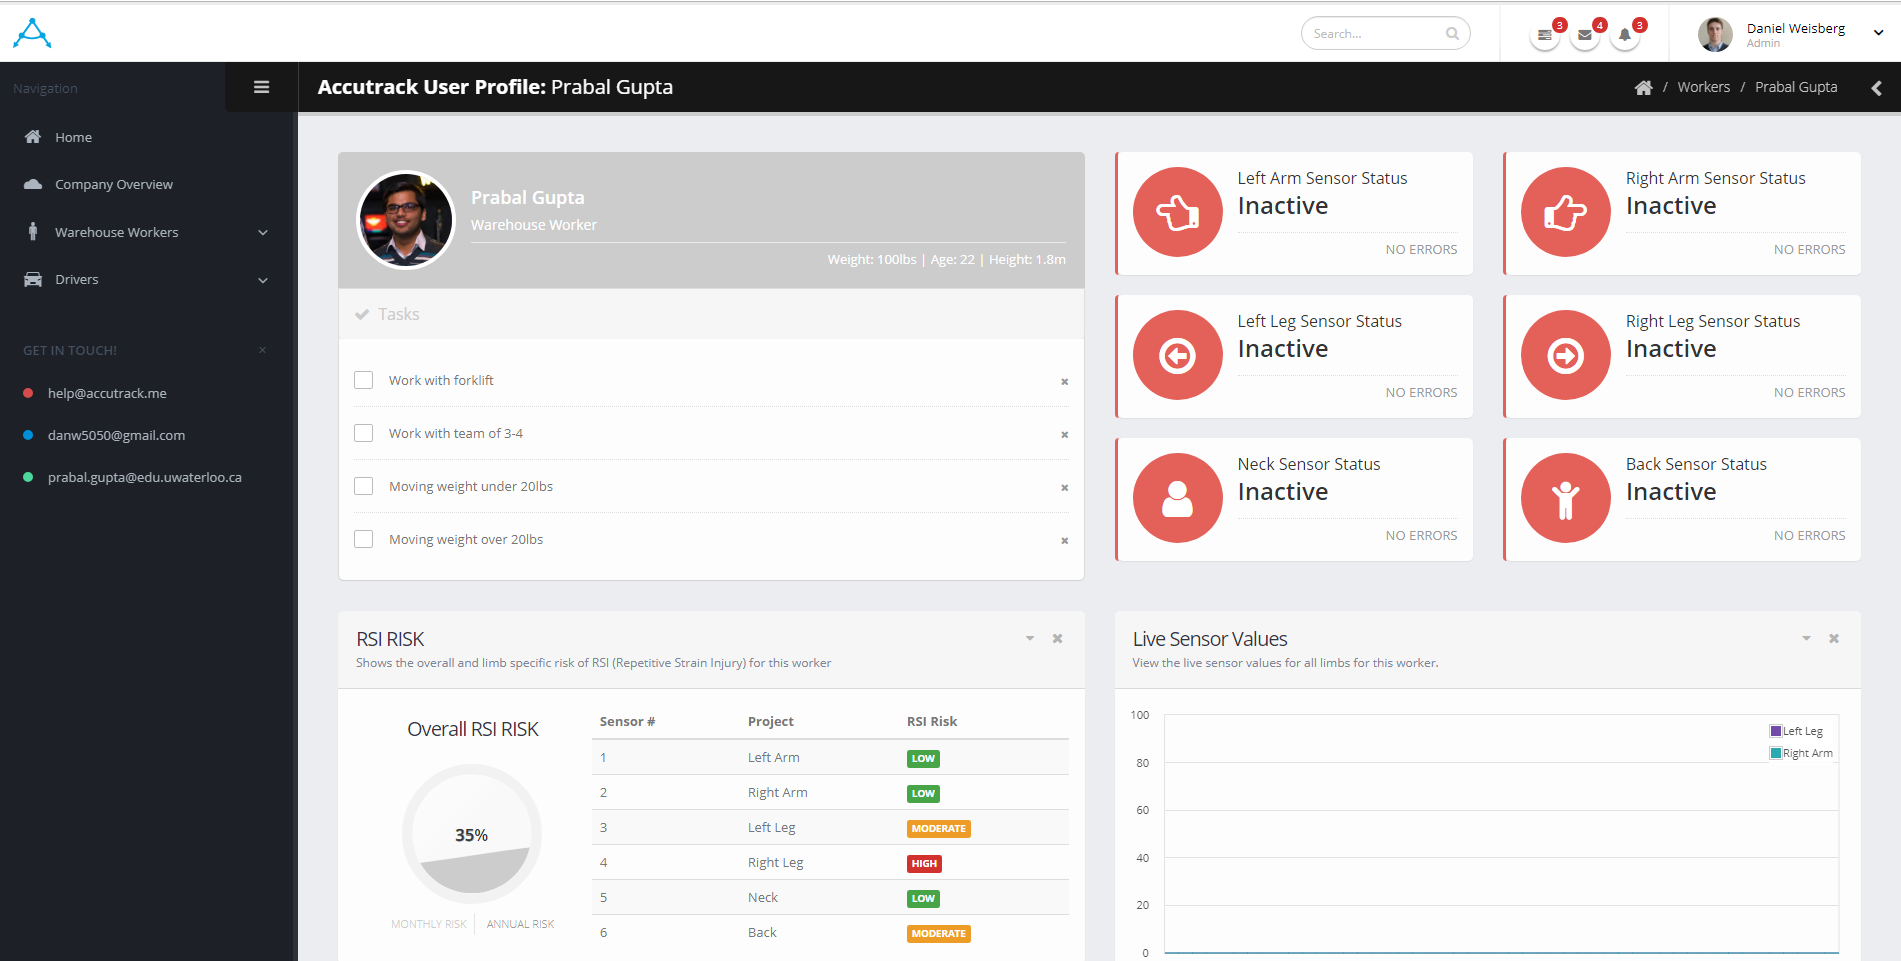 Search...
3
4
3
Daniel Weisberg
Admin
Navigation
Accutrack User Profile: Prabal Gupta
/ Workers / Prabal Gupta
Home
Company Overview
Warehouse Workers
Drivers
GET IN TOUCH!
help@accutrack.me
danw5050@gmail.com
prabal.gupta@edu.uwaterloo.ca
Prabal Gupta
Warehouse Worker
Weight: 100lbs | Age: 22 | Height: 1.8m
Tasks
Work with forklift
Work with team of 3-4
Moving weight under 20lbs
Moving weight over 20lbs
Left Arm Sensor Status
Inactive
NO ERRORS
Right Arm Sensor Status
Inactive
NO ERRORS
Left Leg Sensor Status
Inactive
NO ERRORS
Right Leg Sensor Status
Inactive
NO ERRORS
Neck Sensor Status
Inactive
NO ERRORS
Back Sensor Status
Inactive
NO ERRORS
RSI RISK
Shows the overall and limb specific risk of RSI (Repetitive Strain Injury) for this worker
Overall RSI RISK
35%
MONTHLY RISK | ANNUAL RISK
Sensor # Project RSI Risk
1 Left Arm LOW
2 Right Arm LOW
3 Left Leg MODERATE
4 Right Leg HIGH
5 Neck LOW
6 Back MODERATE
Live Sensor Values
View the live sensor values for all limbs for this worker.
100
80
60
40
20
0
Left Leg
Right Arm